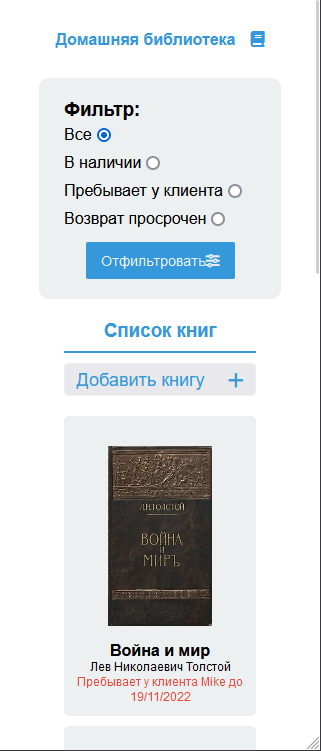 Домашняя библиотека
Фильтр:
Все
В наличии
Пребывает у клиента
Возврат просрочен
Отфильтровать
Список книг
Добавить книгу
Л.Н.ТОЛСТОЙ
ВОЙНА
И
МИРЪ
Война и мир
Лев Николаевич Толстой
Пребывает у клиента Mike до
19/11/2022